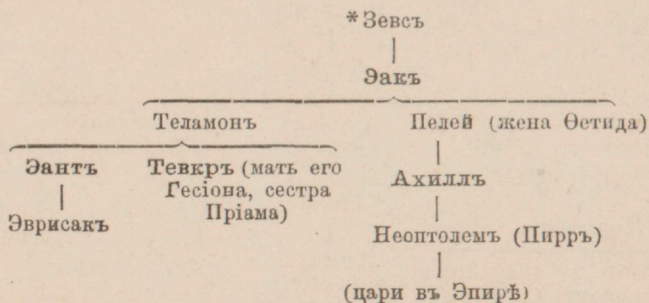 *Зевсъ
Эакъ
Теламонъ Пелей (жена Ѳетида)
Эантъ Тевкръ (мать его
Гесіона, сестра
Пріама)
Эврисакъ
Ахиллъ
Неоптолемъ (Пирръ)
(цари въ Эпирѣ)